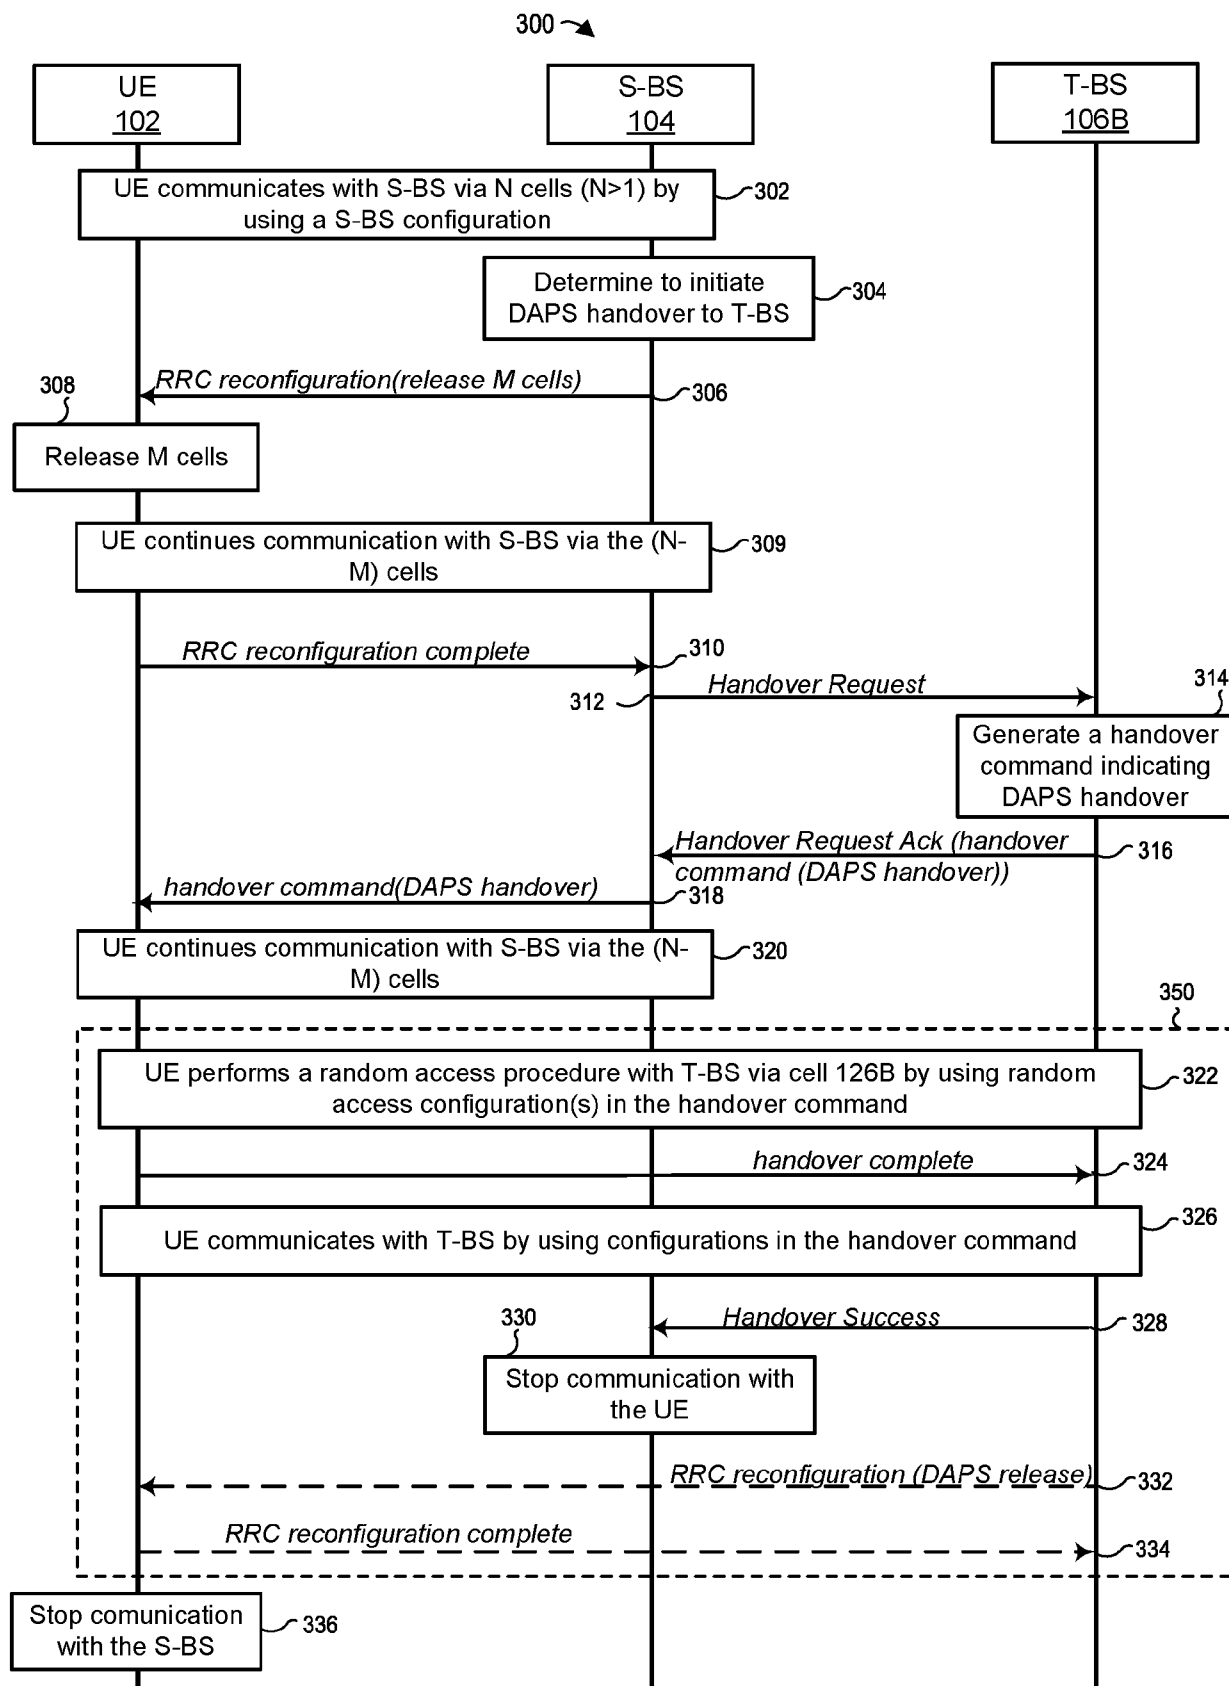 300
UE
102
S-BS
104
T-BS
106B
UE communicates with S-BS via N cells (N>1) by
using a S-BS configuration
302
Determine to initiate
DAPS handover to T-BS
304
RRC reconfiguration(release M cells)
306
308
Release M cells
UE continues communication with S-BS via the (N-
M) cells
309
RRC reconfiguration complete
310
312
Handover Request
314
Generate a handover
command indicating
DAPS handover
Handover Request Ack (handover
command (DAPS handover))
316
handover command(DAPS handover)
318
UE continues communication with S-BS via the (N-
M) cells
320
350
UE performs a random access procedure with T-BS via cell 126B by using random
access configuration(s) in the handover command
322
handover complete
324
326
UE communicates with T-BS by using configurations in the handover command
Handover Success
328
330
Stop communication with
the UE
RRC reconfiguration (DAPS release)
332
RRC reconfiguration complete
334
Stop comunication
with the S-BS
336